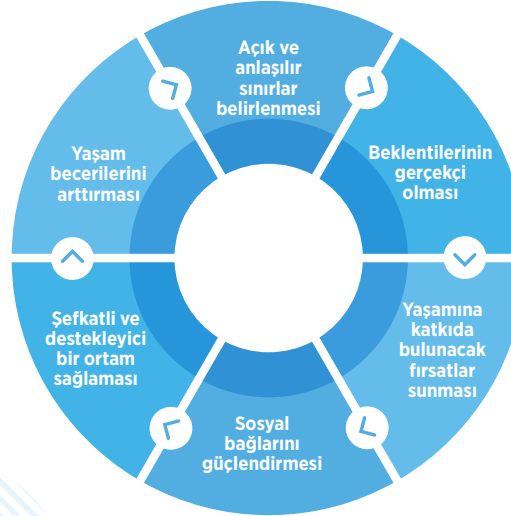 Açık ve
anlaşılır
sınırlar
belirlenmesi
Beklentilerinin
gerçekçi
olması
Yaşamına
katkıda
bulunacak
fırsatlar
sunması
Sosyal
bağlarını
güçlendirmesi
Şefkatli ve
destekleyici
bir ortam
sağlaması
Yaşam
becerilerini
arttırması